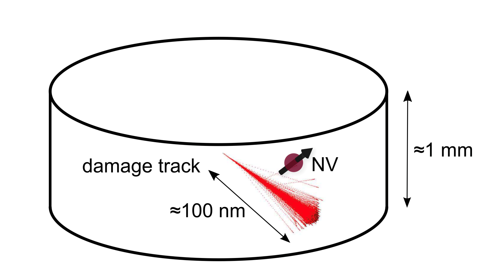 damage track
NV
≈1 mm
≈100 nm